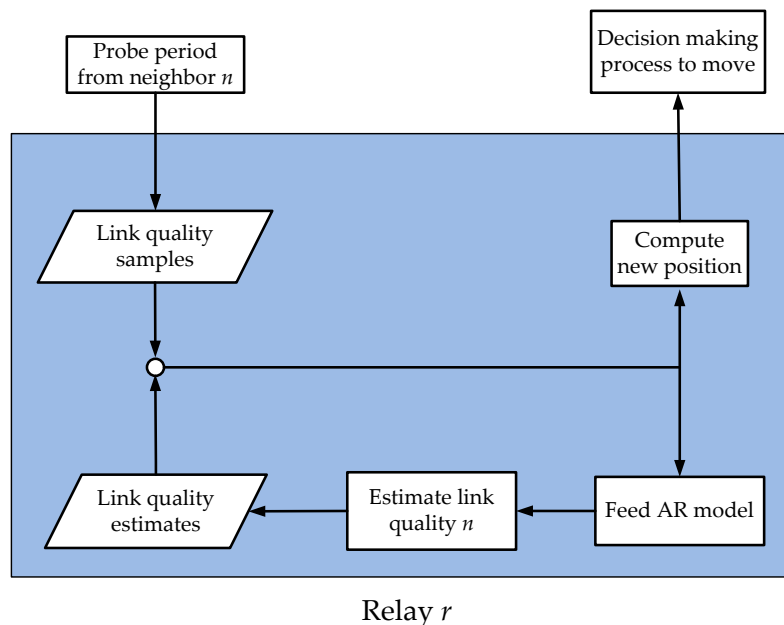 Probe period
from neighbor n
Decision making
process to move
Link quality
samples
Compute
new position
Link quality
estimates
Estimate link
quality n
Feed AR model
Relay r